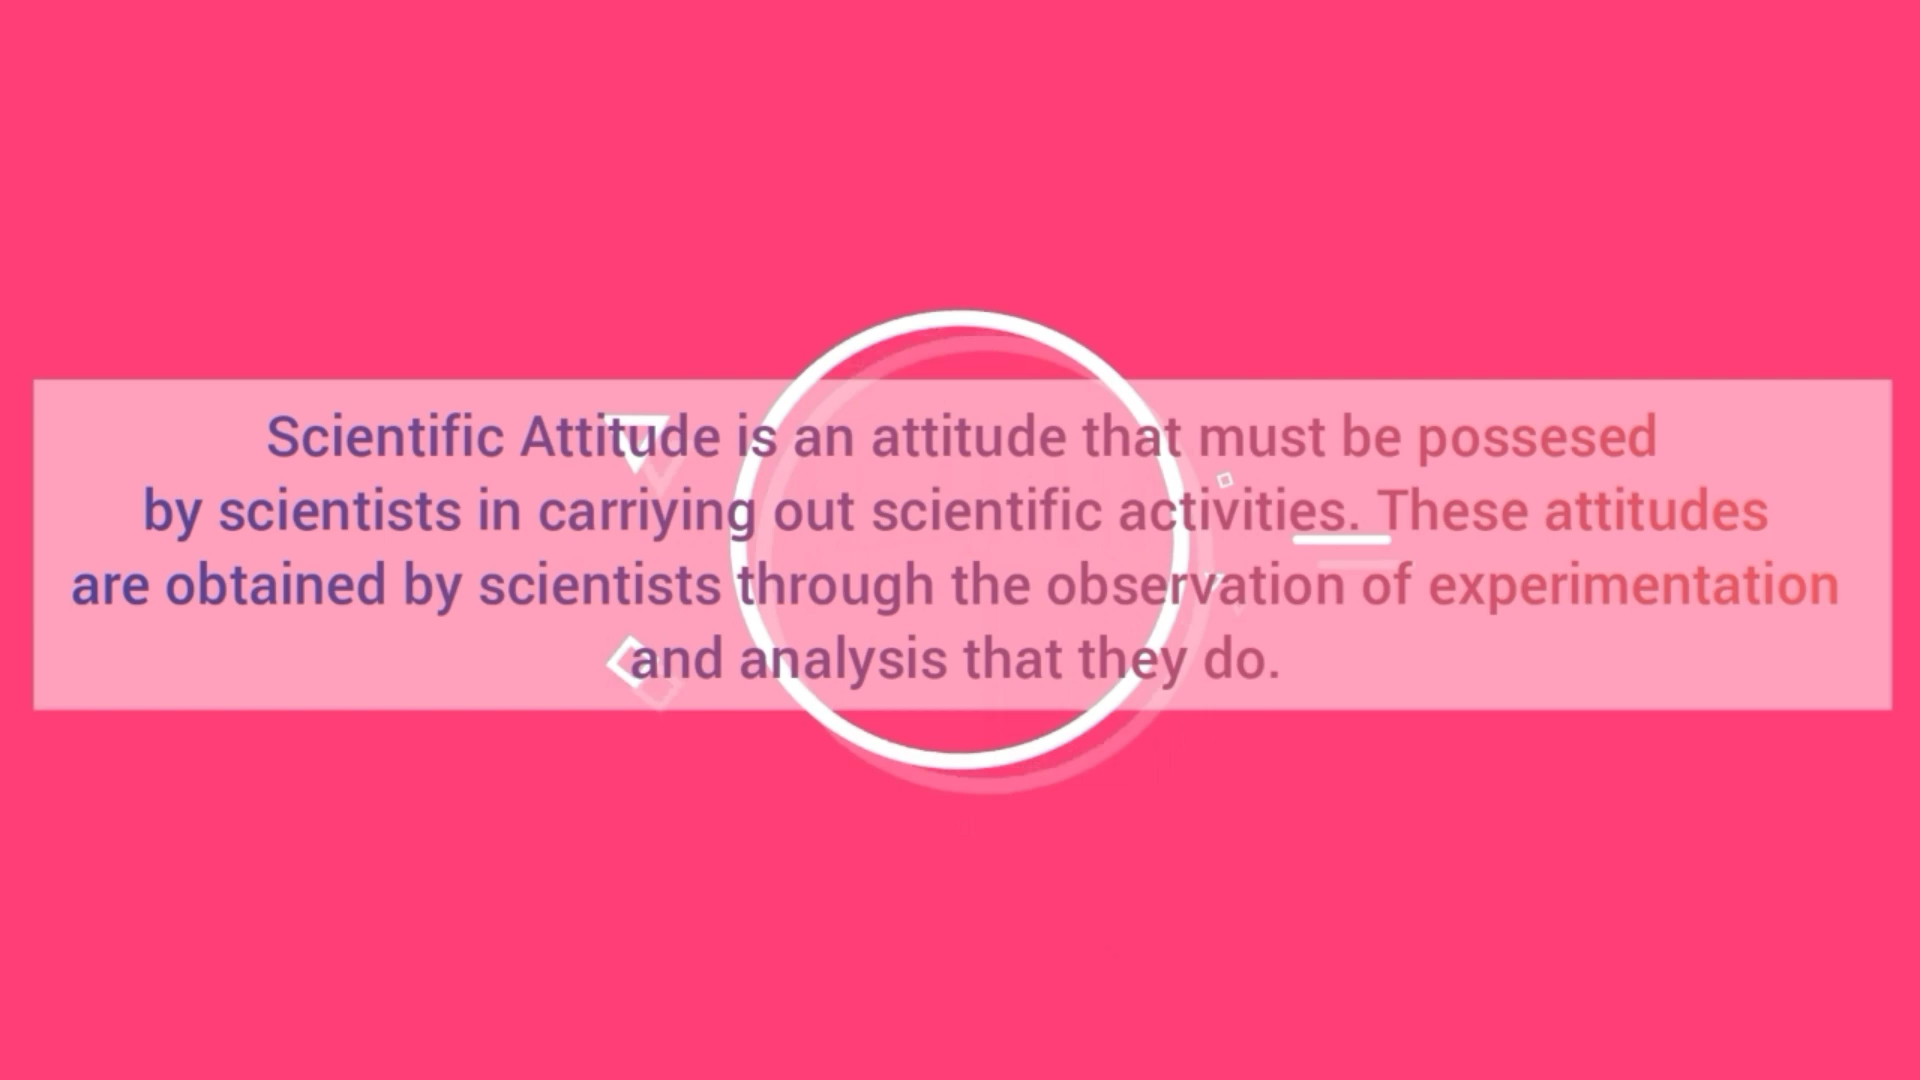 Scientific Attitude is an attitude that must be possesed
by scientists in carriying out scientific activities. These attitudes
are obtained by scientists through the observation of experimentation
and analysis that they do.